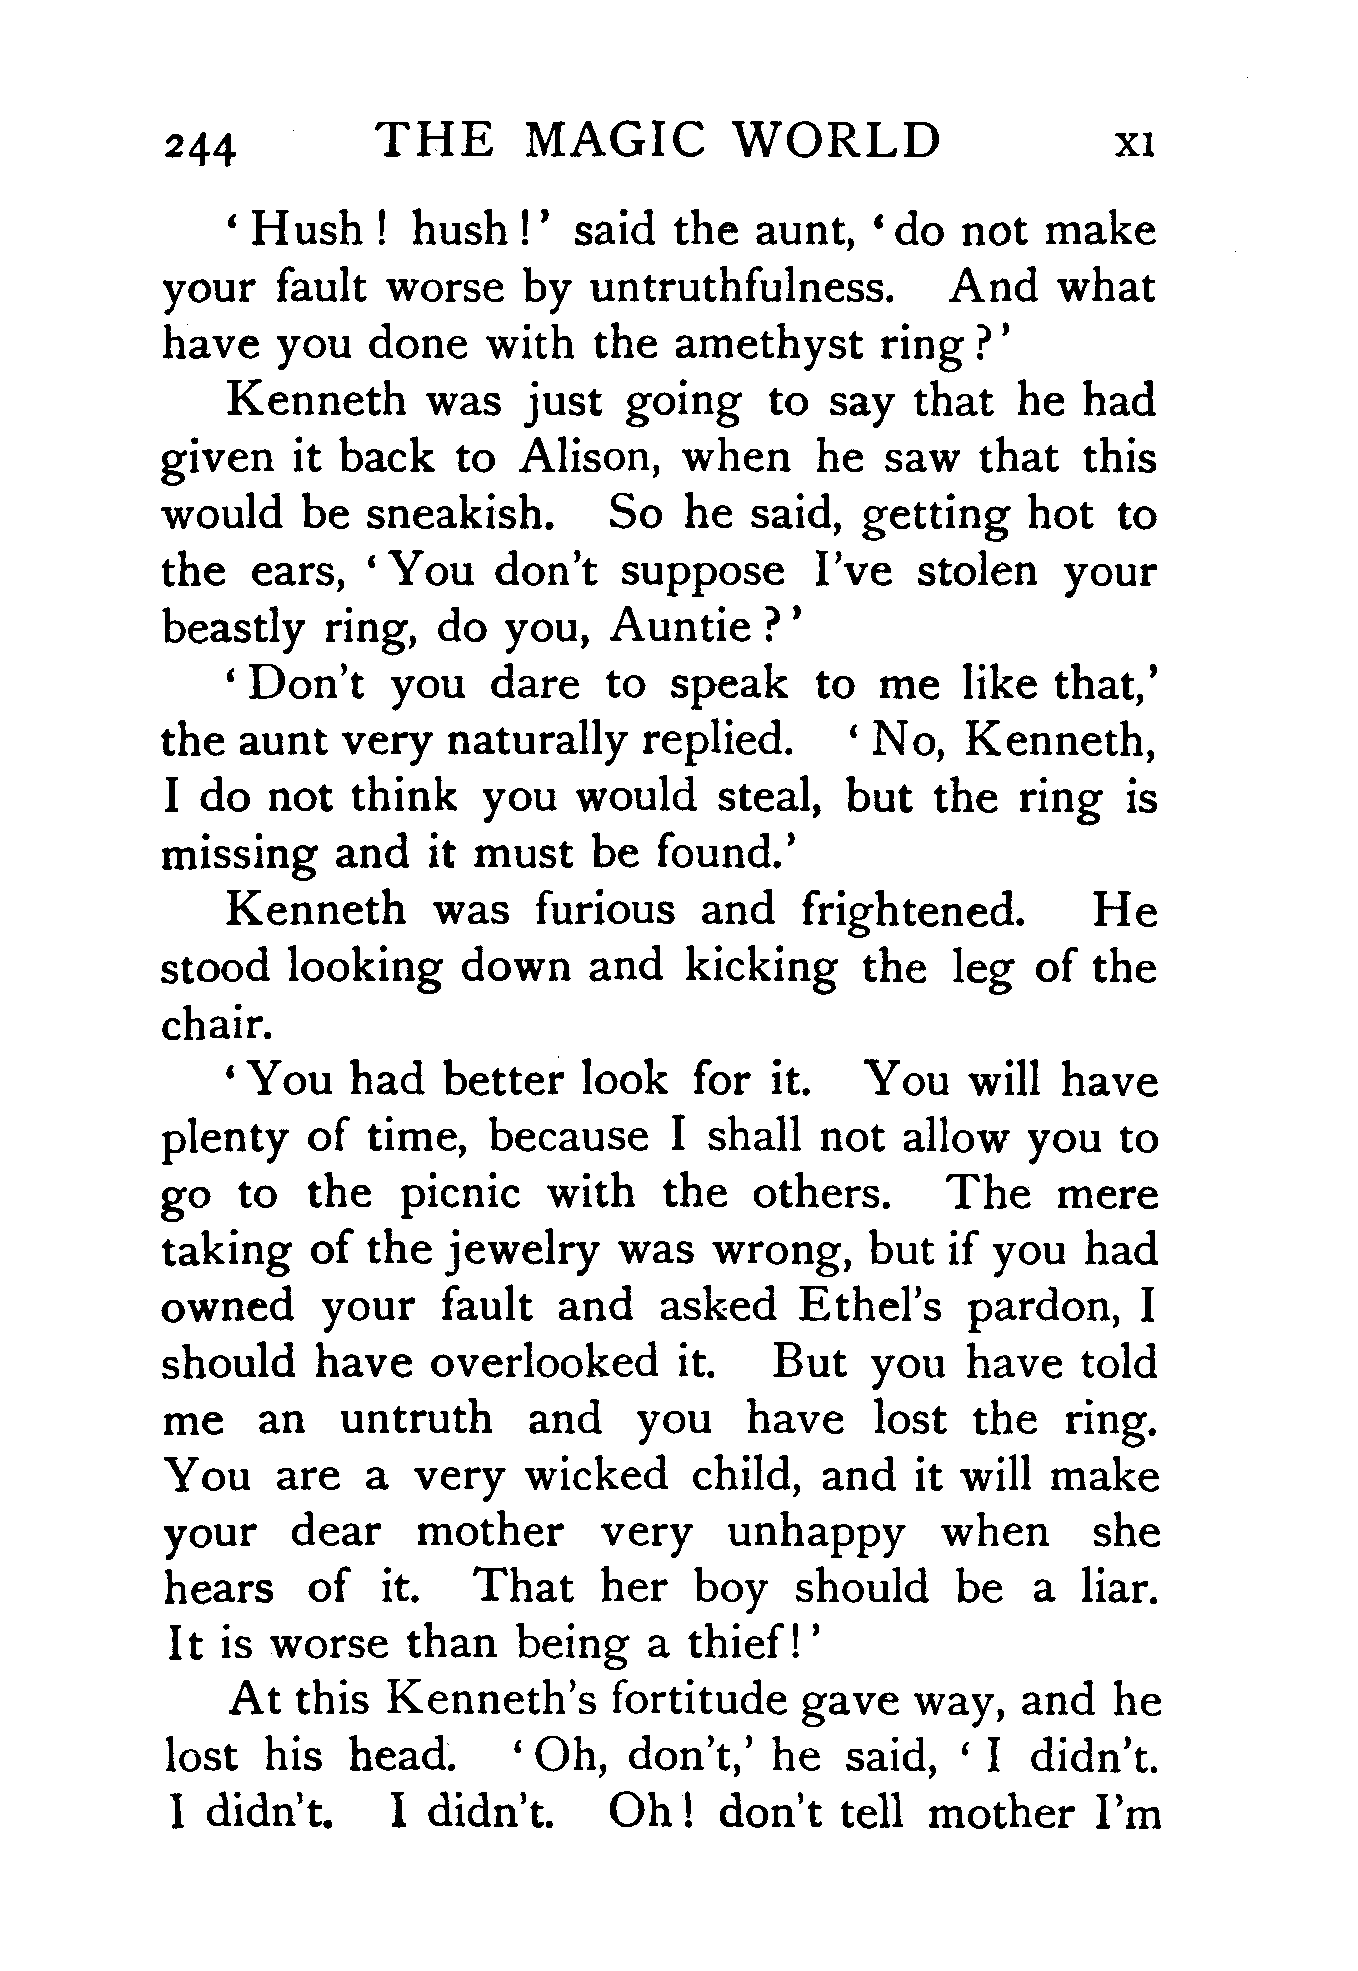 244 THE MAGIC WORLD XI
‘ Hush ! hush ! ’ said the aunt, ‘ do not make
your fault worse by untruthfulness. And what
have you done with the amethyst ring ? ’
Kenneth was just going to say that he had
given it back to Alison, when he saw that this
would be sneakish. So he said, getting hot to
the ears, ‘ You don’t suppose I’ve stolen your
beastly ring, do you, Auntie ? ’
‘ Don’t you dare to speak to me like that,’
the aunt very naturally replied. ‘ No, Kenneth,
I do not think you would steal, but the ring is
missing and it must be found.’
Kenneth was furious and frightened. He
stood looking down and kicking the leg of the
chair.
‘ You had better look for it. You will have
plenty of time, because I shall not allow you to
go to the picnic with the others. The mere
taking of the jewelry was wrong, but if you had
owned your fault and asked Ethel’s pardon, I
should have overlooked it. But you have told
me an untruth and you have lost the ring.
You are a very wicked child, and it will make
your dear mother very unhappy when she
hears of it. That her boy should be a liar.
It is worse than being a thief! ’
At this Kenneth’s fortitude gave way, and he
lost his head. ‘ Oh, don’t,’ he said, ‘ I didn’t.
I didn’t. I didn’t. Oh ! don’t tell mother I’m